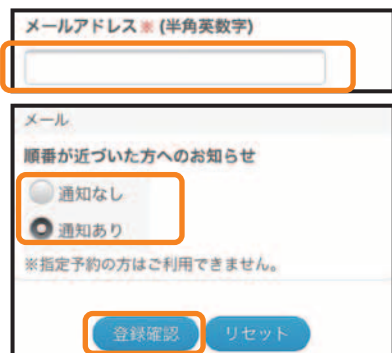 メールアドレス※ (半角英数字)
メール
順番が近づいた方へのお知らせ
通知なし
通知あり
※指定予約の方はご利用できません。
登録確認 リセット